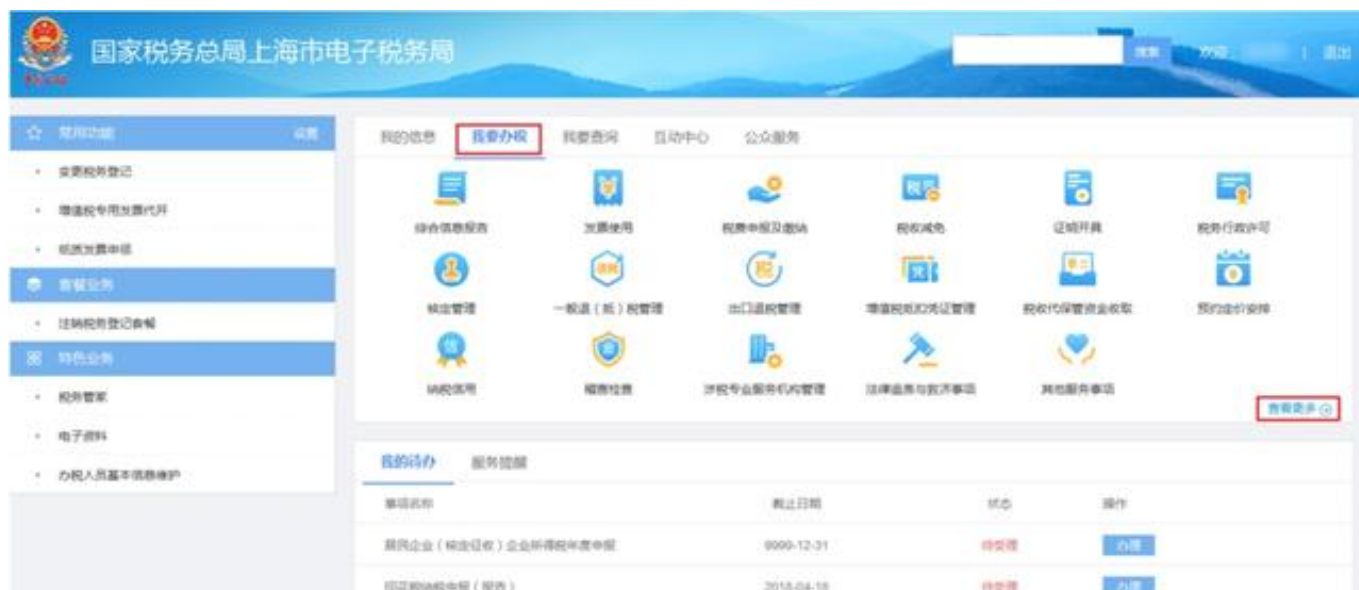 国家税务总局上海市电子税务局
搜索 欢迎 | 退出
常用功能 设置
变更税务登记
增值税专用发票代开
纸质发票申领
套餐业务
注销税务登记套餐
特色业务
税务管家
电子资料
办税人员基本信息维护
我的信息 我要办税 我要查询 互动中心 公众服务
综合信息报告 发票使用 税费申报及缴纳 税收减免 证明开具 税务行政许可
核定管理 一般退(抵)税管理 出口退税管理 增值税抵扣凭证管理 税收代保管资金收取 预约定价安排
纳税信用 稽查检查 涉税专业服务机构管理 法律追责与救济事项 其他服务事项
查看更多
我的待办 服务提醒
事项名称 截止日期 状态 操作
居民企业(核定征收)企业所得税年度申报 9999-12-31 待受理 办理
印花税纳税申报(报告) 2018-04-18 待受理 办理